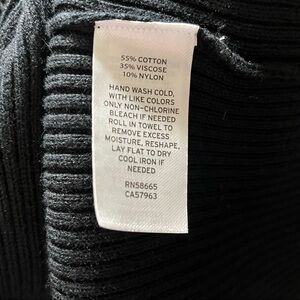 55% COTTON
35% VISCOSE
10% NYLON
HAND WASH COLD,
WITH LIKE COLORS
ONLY NON-CHLORINE
BLEACH IF NEEDED
ROLL IN TOWEL TO
REMOVE EXCESS
MOISTURE, RESHAPE,
LAY FLAT TO DRY
COOL IRON IF
NEEDED
RN58665
CA57963